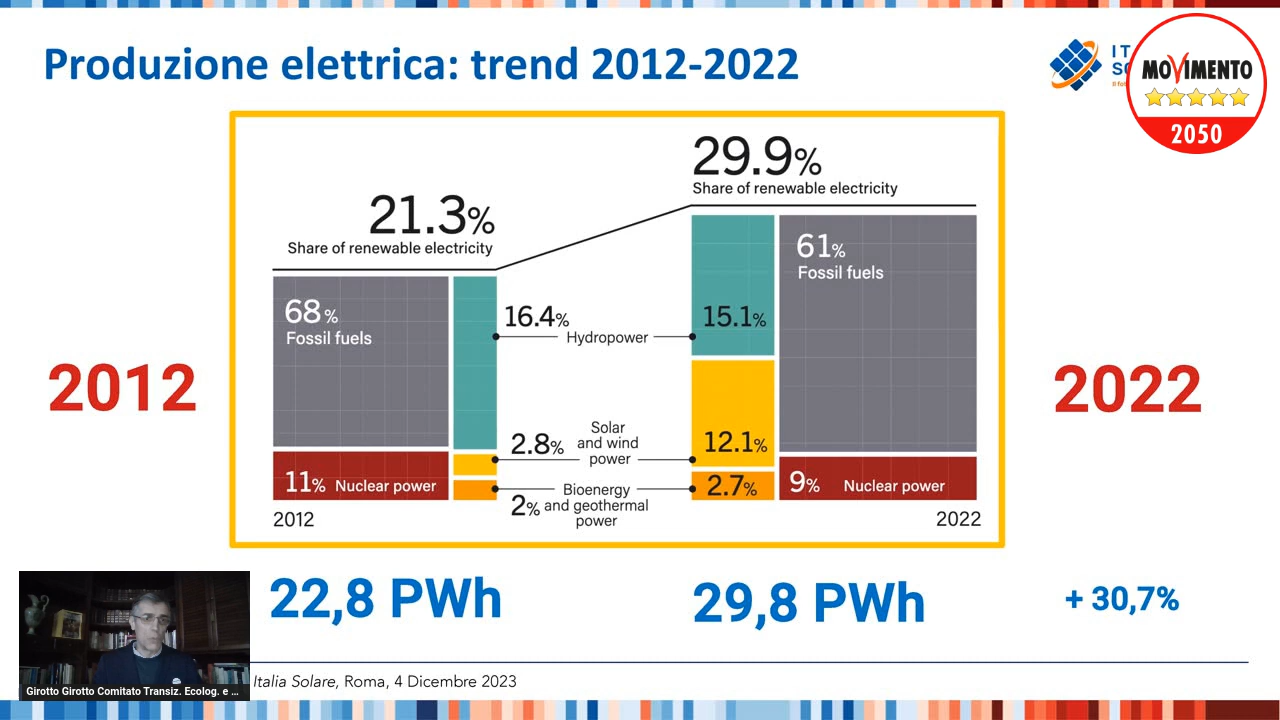 Produzione elettrica: trend 2012-2022
IT
SO
MOVIMENTO
2050
21.3%
Share of renewable electricity
29.9%
Share of renewable electricity
68%
Fossil fuels
16.4%
Hydropower
15.1%
61%
Fossil fuels
2012
2022
2.8%
Solar
and wind
power
12.1%
11% Nuclear power
2%
Bioenergy
and geothermal
power
2.7%
9% Nuclear power
2012
2022
22,8 PWh
29,8 PWh
+ 30,7%
Girotto Girotto Comitato Transiz. Ecolog. e ...
Italia Solare, Roma, 4 Dicembre 2023